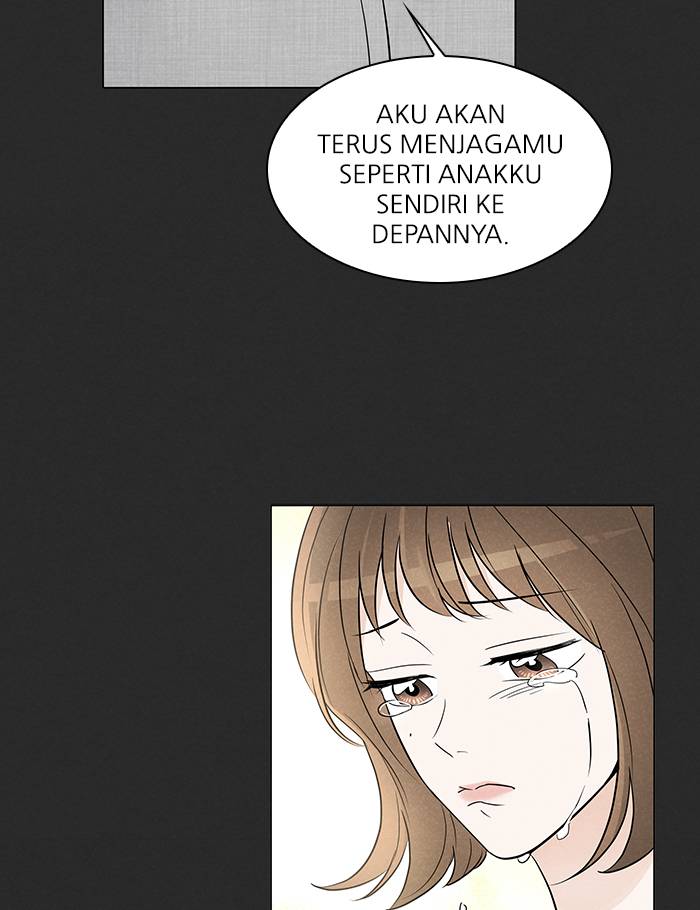 AKU AKAN
TERUS MENJAGAMU
SEPERTI ANAKKU
SENDIRI KE
DEPANNYA.